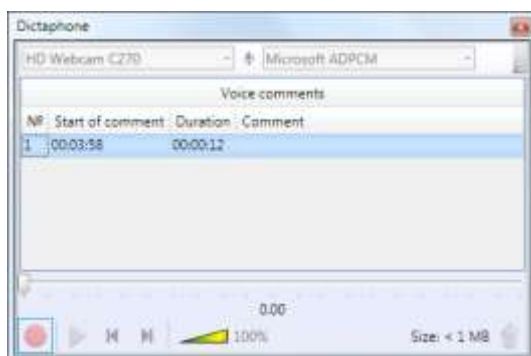 Dictaphone
HD Webcam C270 Microsoft ADPCM
Voice comments
№ Start of comment Duration Comment
1 00:03:58 00:00:12
0.00
100% Size: < 1 MB